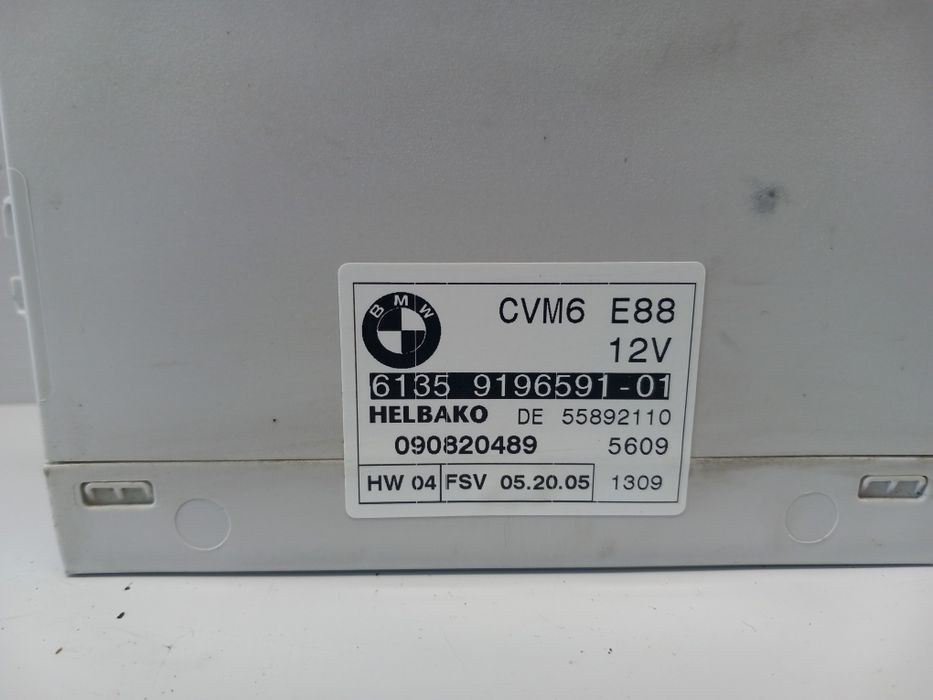 BMW CVM6 E88
12V
6135 9196591-01
HELBAKO DE 55892110
090820489 5609
HW 04 FSV 05.20.05 1309